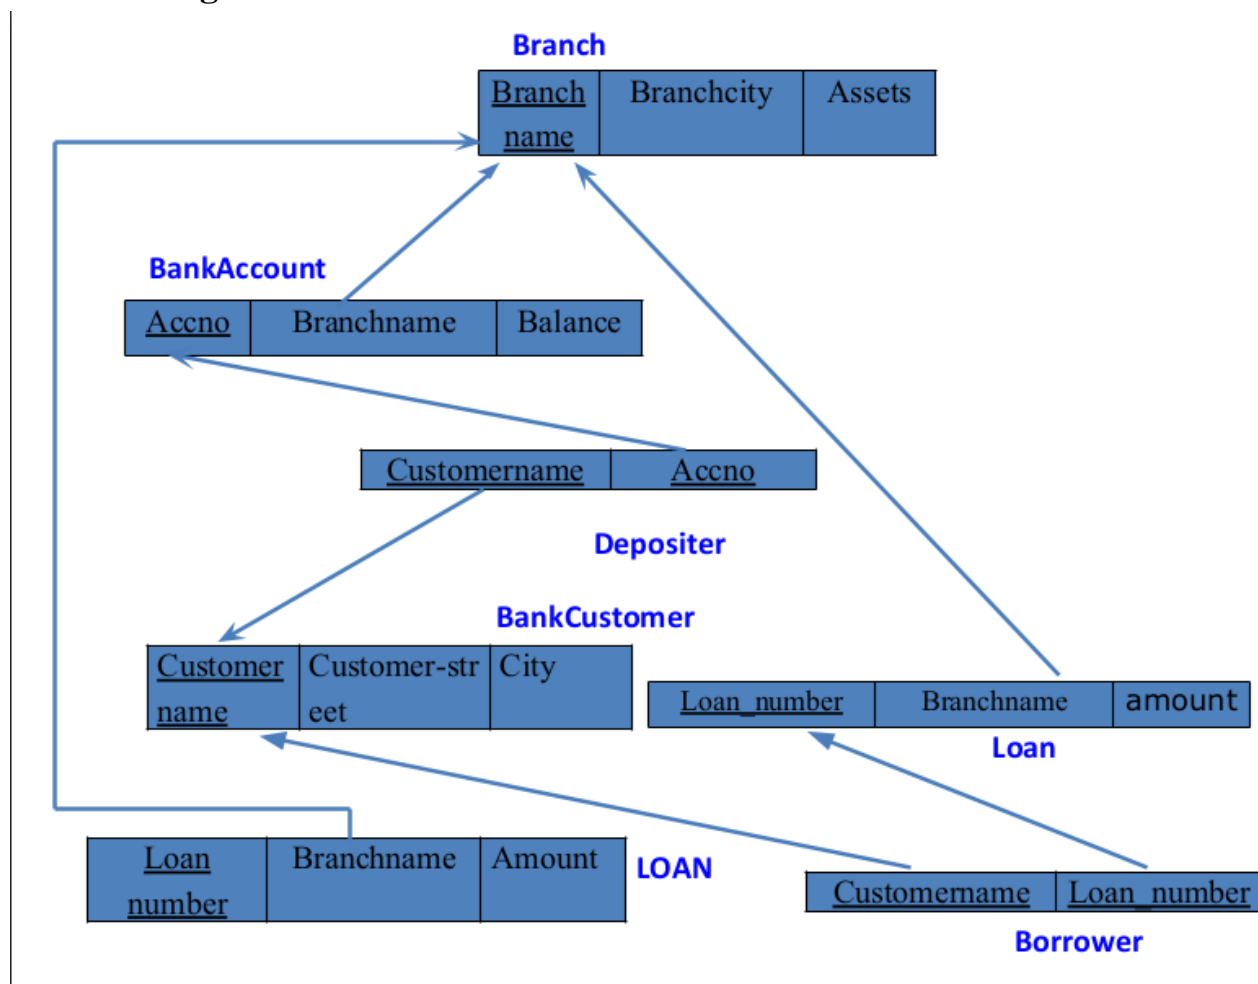 Branch
Branch Branchcity Assets
name
BankAccount
Accno Branchname Balance
Customername Accno
Depositer
BankCustomer
Customer Customer-str City
name eet
Loan_number Branchname amount
Loan
Loan Branchname Amount
number
LOAN
Customername Loan_number
Borrower